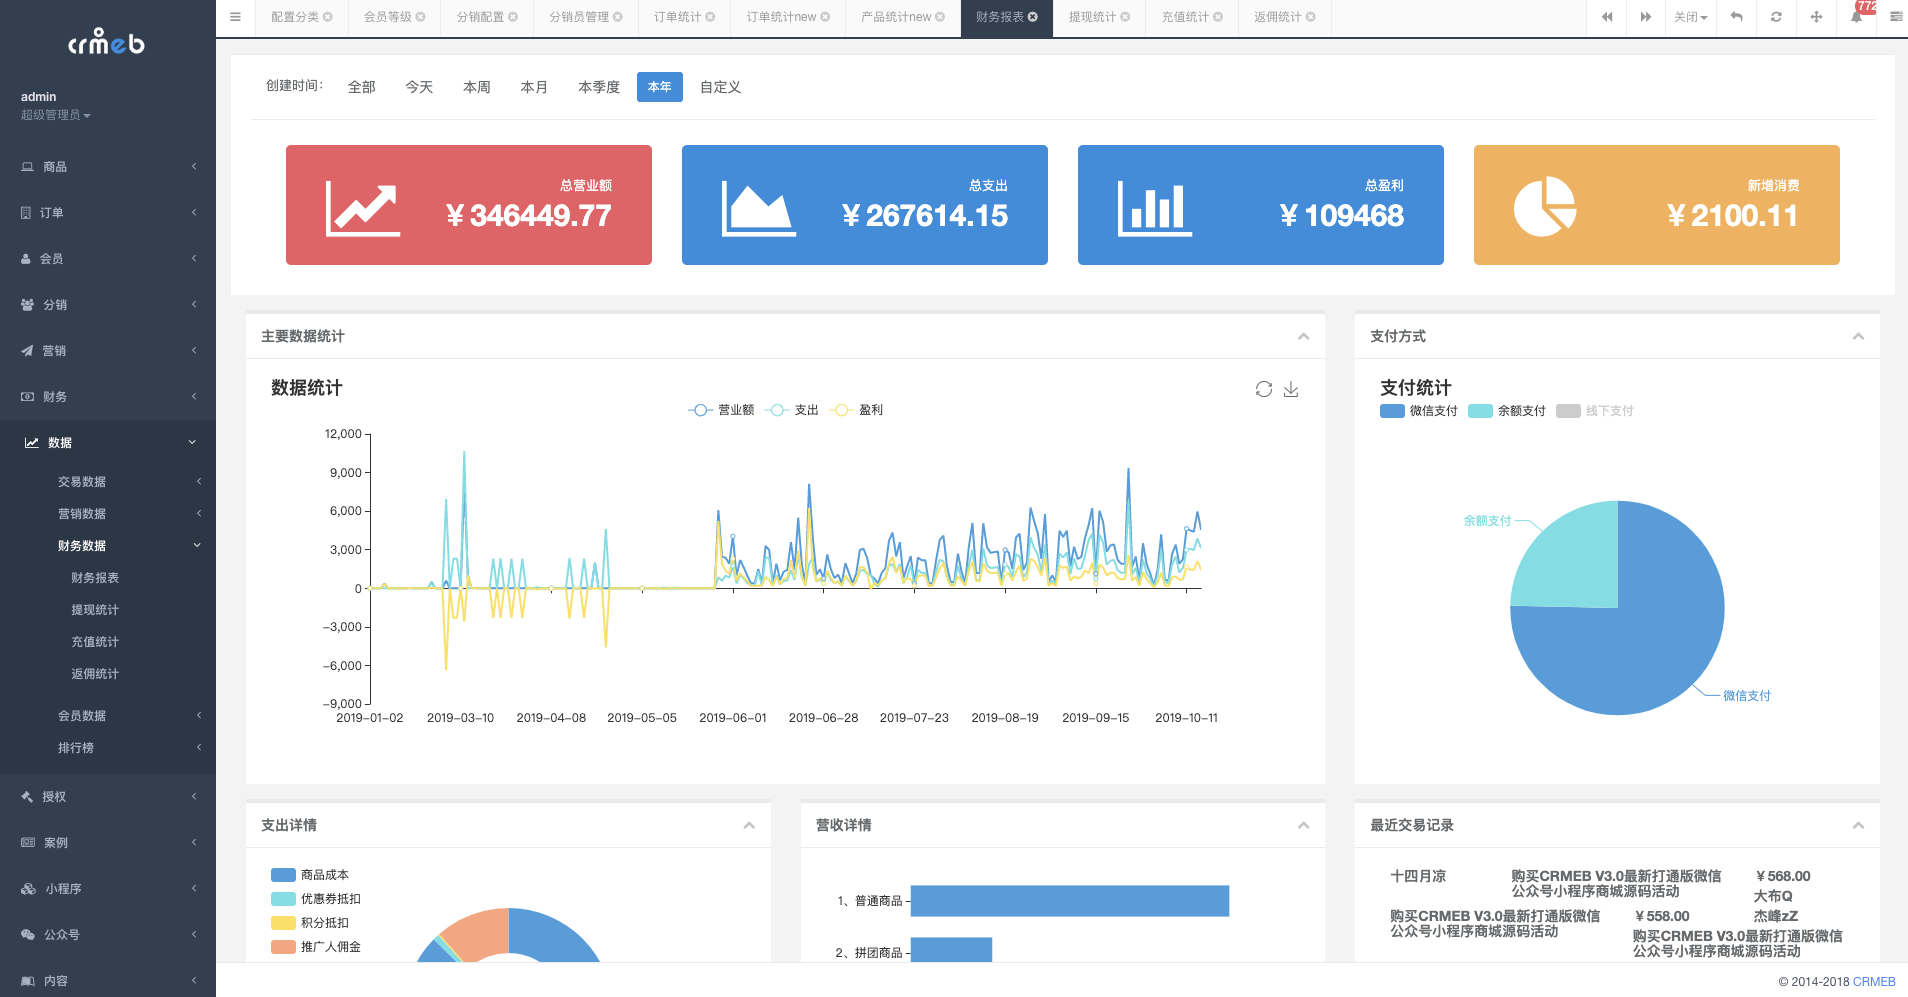 crmeb
admin
超级管理员
商品
订单
会员
分销
营销
财务
数据
交易数据
营销数据
财务数据
财务报表
提现统计
充值统计
返佣统计
会员数据
排行榜
授权
案例
小程序
公众号
内容
配置分类 会员等级 分销配置 分销员管理 订单统计 订单统计new 产品统计new 财务报表 提现统计 充值统计 返佣统计 关闭 772
创建时间： 全部 今天 本周 本月 本季度 本年 自定义
总营业额
¥ 346449.77
总支出
¥ 267614.15
总盈利
¥ 109468
新增消费
¥ 2100.11
主要数据统计
数据统计
营业额 支出 盈利
12,000
9,000
6,000
3,000
0
-3,000
-6,000
-9,000
2019-01-02 2019-03-10 2019-04-08 2019-05-05 2019-06-01 2019-06-28 2019-07-23 2019-08-19 2019-09-15 2019-10-11
支付方式
支付统计
微信支付 余额支付 线下支付
余额支付
微信支付
支出详情
商品成本
优惠券抵扣
积分抵扣
推广人佣金
营收详情
1、普通商品
2、拼团商品
最近交易记录
十四月凉 购买CRMEB V3.0最新打通版微信 ¥ 568.00
公众号小程序商城源码活动 大布Q
购买CRMEB V3.0最新打通版微信 ¥ 558.00 杰峰zZ
公众号小程序商城源码活动
购买CRMEB V3.0最新打通版微信
公众号小程序商城源码活动
© 2014-2018 CRMEB